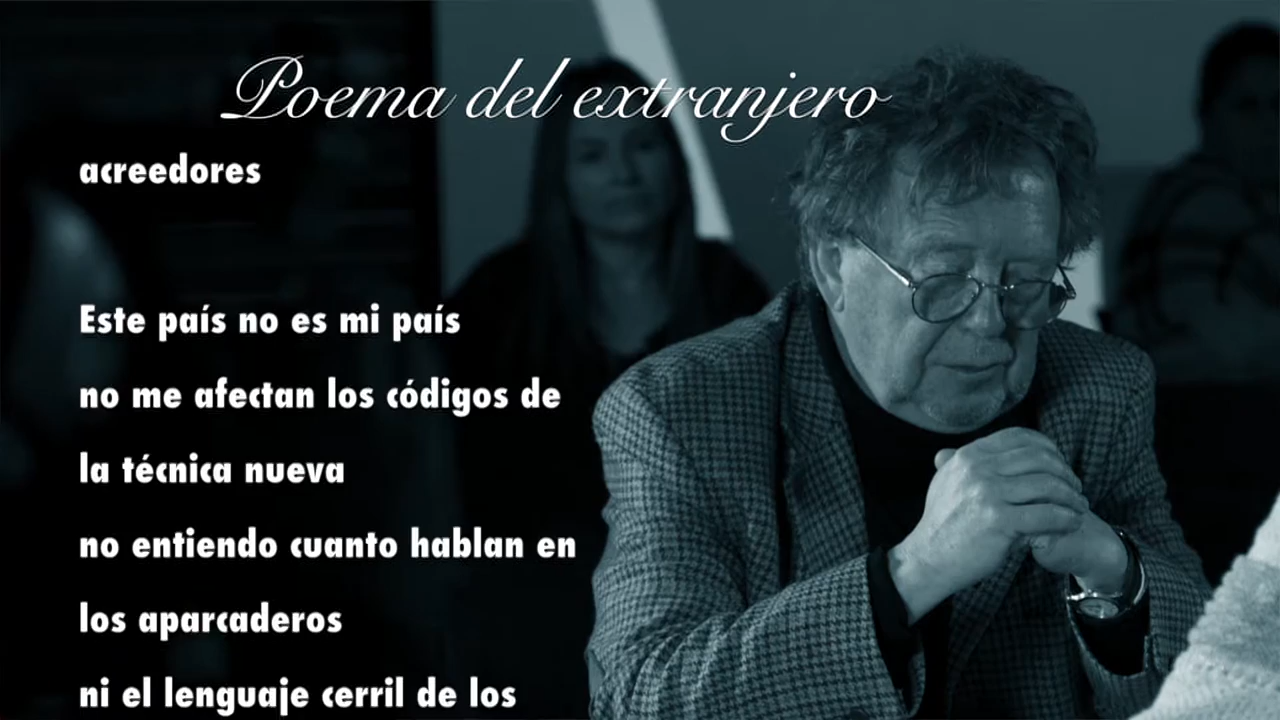 Poema del extranjero
acreedores
Este país no es mi país
no me afectan los códigos de
la técnica nueva
no entiendo cuanto hablan en
los aparcaderos
ni el lenguaje cerril de los